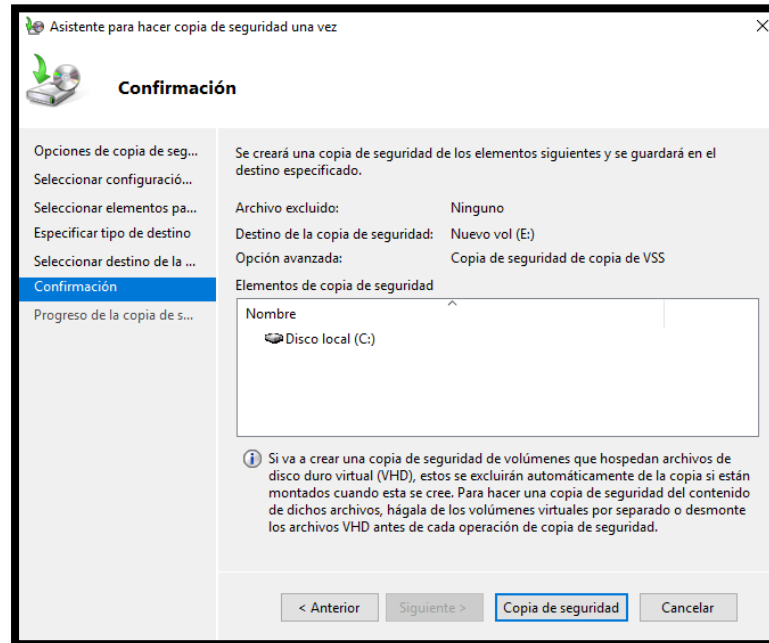 Asistente para hacer copia de seguridad una vez
Confirmación
Opciones de copia de seg...
Seleccionar configuració...
Seleccionar elementos pa...
Especificar tipo de destino
Seleccionar destino de la ...
Confirmación
Progreso de la copia de s...
Se creará una copia de seguridad de los elementos siguientes y se guardará en el
destino especificado.
Archivo excluido: Ninguno
Destino de la copia de seguridad: Nuevo vol (E:)
Opción avanzada: Copia de seguridad de copia de VSS
Elementos de copia de seguridad
Nombre
Disco local (C:)
Si va a crear una copia de seguridad de volúmenes que hospedan archivos de
disco duro virtual (VHD), estos se excluirán automáticamente de la copia si están
montados cuando esta se cree. Para hacer una copia de seguridad del contenido
de dichos archivos, hágala de los volúmenes virtuales por separado o desmonte
los archivos VHD antes de cada operación de copia de seguridad.
< Anterior
Siguiente >
Copia de seguridad
Cancelar